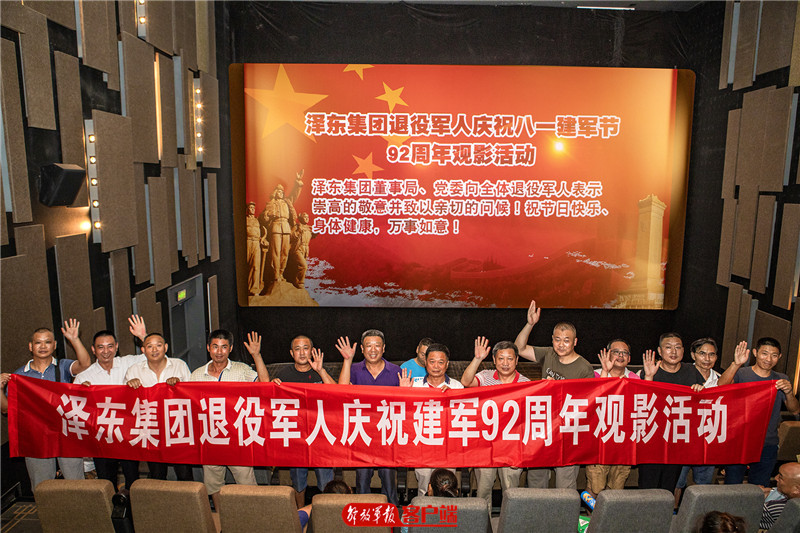 泽东集团退役军人庆祝八一建军节
92周年观影活动
泽东集团董事局、党委向全体退役军人表示
崇高的敬意并致以亲切的问候！祝节日快乐、
身体健康，万事如意！
泽东集团退役军人庆祝建军92周年观影活动
解放军报 客户端